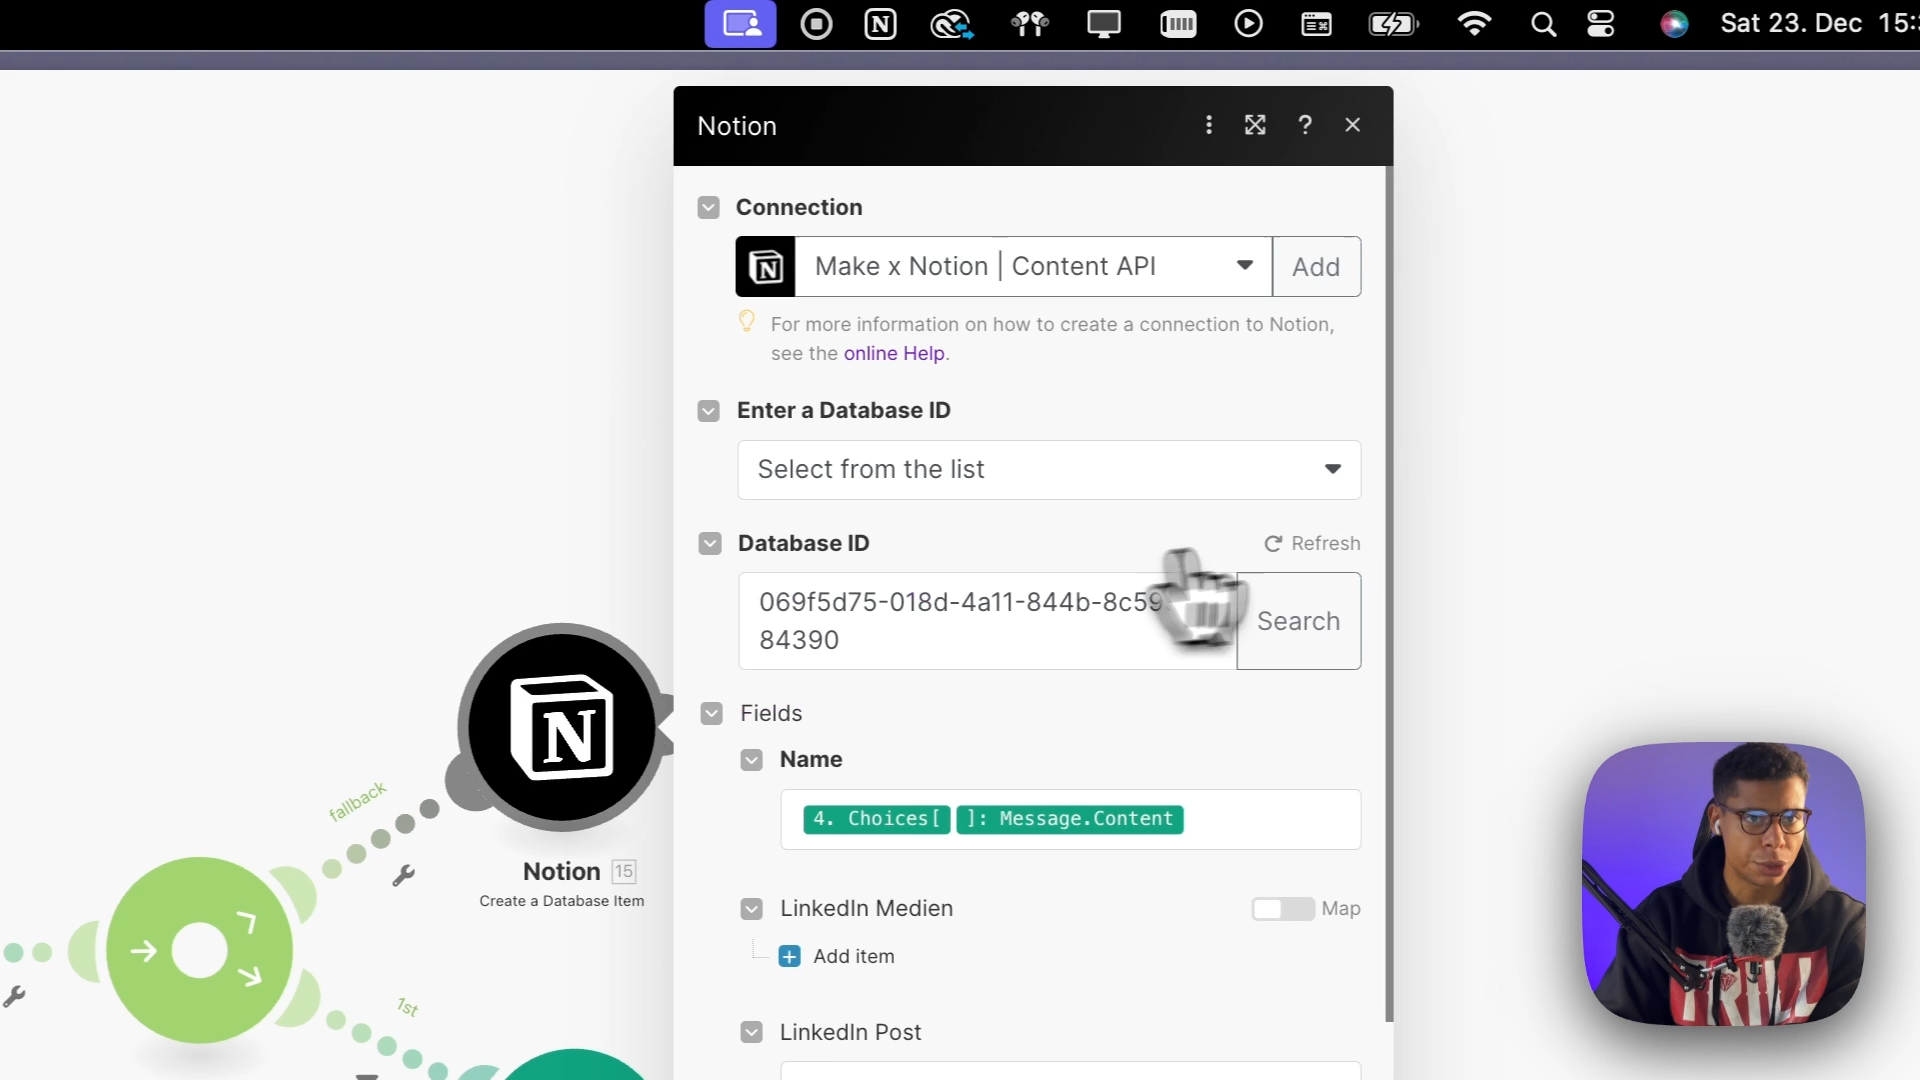 Sat 23. Dec 15:
Notion
Connection
Make x Notion | Content API
Add
For more information on how to create a connection to Notion,
see the online Help.
Enter a Database ID
Select from the list
Database ID
Refresh
069f5d75-018d-4a11-844b-8c59
84390
Search
Fields
Name
4. Choices[ ]: Message.Content
fallback
Notion 15
Create a Database Item
LinkedIn Medien
Map
Add item
1st
LinkedIn Post